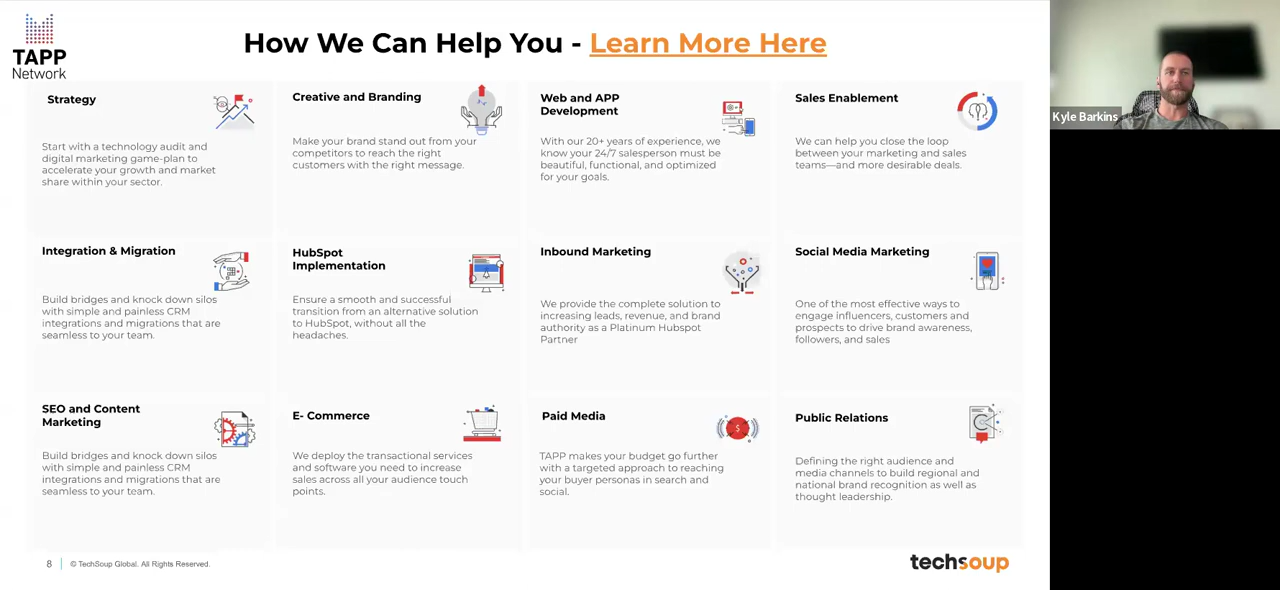 TAPP
Network
How We Can Help You - Learn More Here
Strategy
Start with a technology audit and
digital marketing game-plan to
accelerate your growth and market
share within your sector.
Creative and Branding
Make your brand stand out from your
competitors to reach the right
customers with the right message.
Web and APP
Development
With our 20+ years of experience, we
know your 24/7 salesperson must be
beautiful, functional, and optimized
for your goals.
Sales Enablement
We can help you close the loop
between your marketing and sales
teams—and more desirable deals.
Integration & Migration
Build bridges and knock down silos
with simple and painless CRM
integrations and migrations that are
seamless to your team.
HubSpot
Implementation
Ensure a smooth and successful
transition from an alternative solution
to HubSpot, without all the
headaches.
Inbound Marketing
We provide the complete solution to
increasing leads, revenue, and brand
authority as a Platinum Hubspot
Partner
Social Media Marketing
One of the most effective ways to
engage influencers, customers and
prospects to drive brand awareness,
followers, and sales
SEO and Content
Marketing
Build bridges and knock down silos
with simple and painless CRM
integrations and migrations that are
seamless to your team.
E- Commerce
We deploy the transactional services
and software you need to increase
sales across all your audience touch
points.
Paid Media
$
TAPP makes your budget go further
with a targeted approach to reaching
your buyer personas in search and
social.
Public Relations
Defining the right audience and
media channels to build regional and
national brand recognition as well as
thought leadership.
8
© TechSoup Global. All Rights Reserved.
techsoup
Kyle Barkins